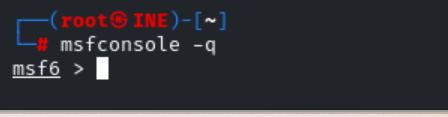 ┌──(root㉿INE)-[~]
└─# msfconsole -q
msf6 >